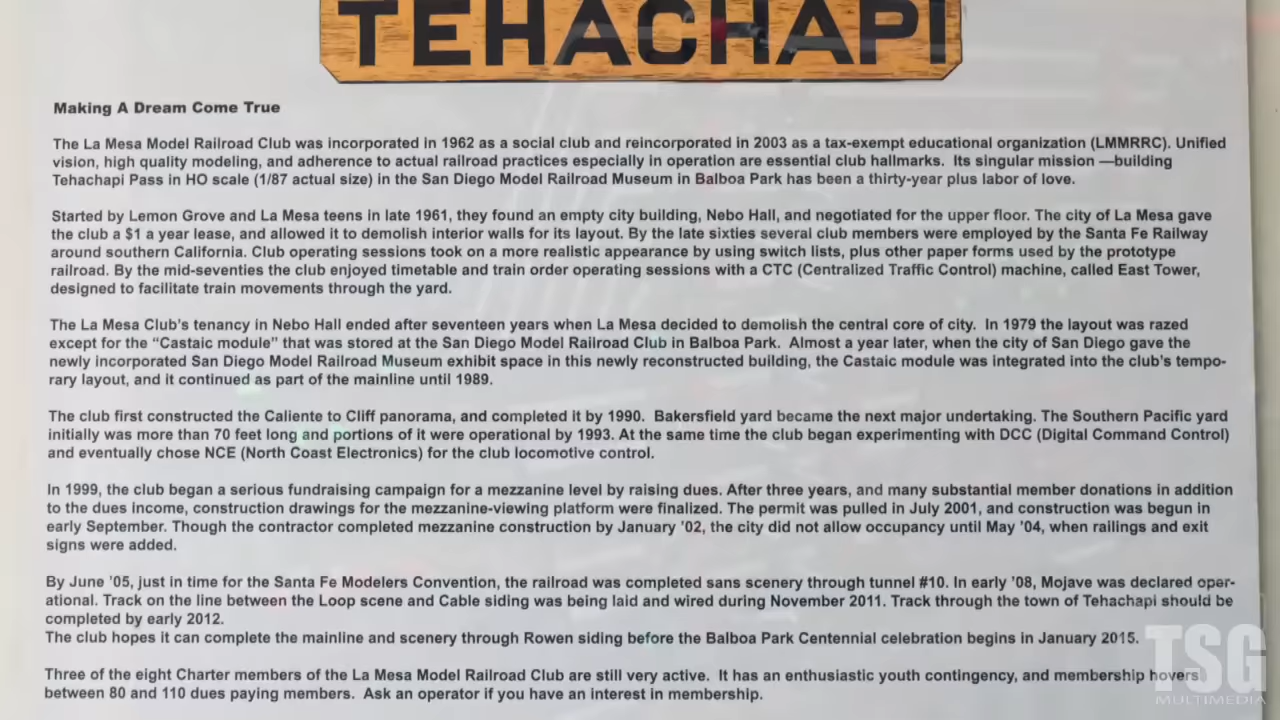 TEHACHAPI
Making A Dream Come True
The La Mesa Model Railroad Club was incorporated in 1962 as a social club and reincorporated in 2003 as a tax-exempt educational organization (LMMRRC). Unified
vision, high quality modeling, and adherence to actual railroad practices especially in operation are essential club hallmarks. Its singular mission —building
Tehachapi Pass in HO scale (1/87 actual size) in the San Diego Model Railroad Museum in Balboa Park has been a thirty-year plus labor of love.
Started by Lemon Grove and La Mesa teens in late 1961, they found an empty city building, Nebo Hall, and negotiated for the upper floor. The city of La Mesa gave
the club a $1 a year lease, and allowed it to demolish interior walls for its layout. By the late sixties several club members were employed by the Santa Fe Railway
around southern California. Club operating sessions took on a more realistic appearance by using switch lists, plus other paper forms used by the prototype
railroad. By the mid-seventies the club enjoyed timetable and train order operating sessions with a CTC (Centralized Traffic Control) machine, called East Tower,
designed to facilitate train movements through the yard.
The La Mesa Club's tenancy in Nebo Hall ended after seventeen years when La Mesa decided to demolish the central core of city. In 1979 the layout was razed
except for the “Castaic module” that was stored at the San Diego Model Railroad Club in Balboa Park. Almost a year later, when the city of San Diego gave the
newly incorporated San Diego Model Railroad Museum exhibit space in this newly reconstructed building, the Castaic module was integrated into the club's tempo-
rary layout, and it continued as part of the mainline until 1989.
The club first constructed the Caliente to Cliff panorama, and completed it by 1990. Bakersfield yard became the next major undertaking. The Southern Pacific yard
initially was more than 70 feet long and portions of it were operational by 1993. At the same time the club began experimenting with DCC (Digital Command Control)
and eventually chose NCE (North Coast Electronics) for the club locomotive control.
In 1999, the club began a serious fundraising campaign for a mezzanine level by raising dues. After three years, and many substantial member donations in addition
to the dues income, construction drawings for the mezzanine-viewing platform were finalized. The permit was pulled in July 2001, and construction was begun in
early September. Though the contractor completed mezzanine construction by January '02, the city did not allow occupancy until May '04, when railings and exit
signs were added.
By June '05, just in time for the Santa Fe Modelers Convention, the railroad was completed sans scenery through tunnel #10. In early '08, Mojave was declared oper-
ational. Track on the line between the Loop scene and Cable siding was being laid and wired during November 2011. Track through the town of Tehachapi should be
completed by early 2012.
The club hopes it can complete the mainline and scenery through Rowen siding before the Balboa Park Centennial celebration begins in January 2015.
Three of the eight Charter members of the La Mesa Model Railroad Club are still very active. It has an enthusiastic youth contingency, and membership hovers
between 80 and 110 dues paying members. Ask an operator if you have an interest in membership.
TSG
MULTIMEDIA